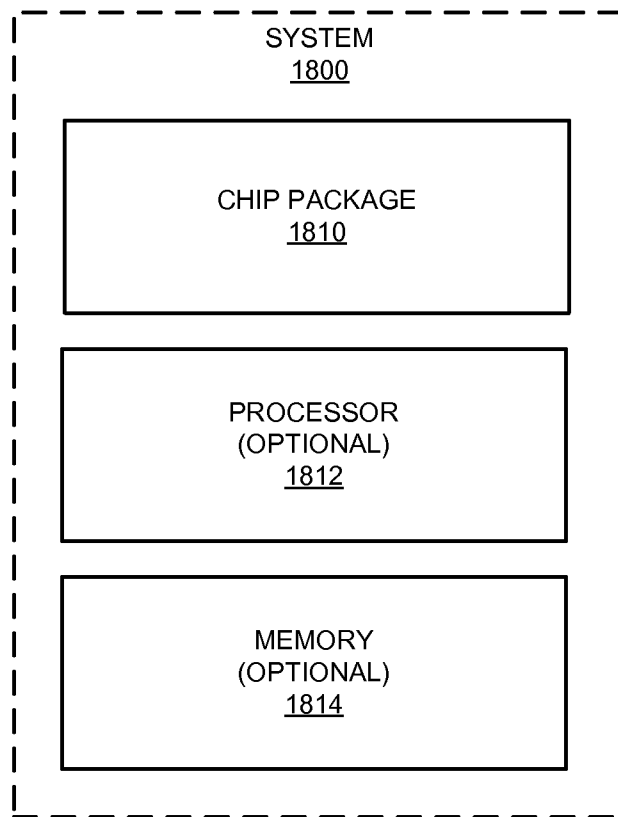 SYSTEM
1800
CHIP PACKAGE
1810
PROCESSOR
(OPTIONAL)
1812
MEMORY
(OPTIONAL)
1814